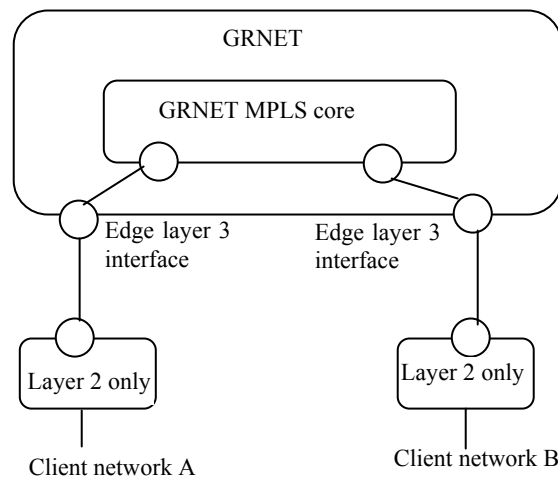 GRNET
GRNET MPLS core
Edge layer 3
interface
Edge layer 3
interface
Layer 2 only
Layer 2 only
Client network A
Client network B